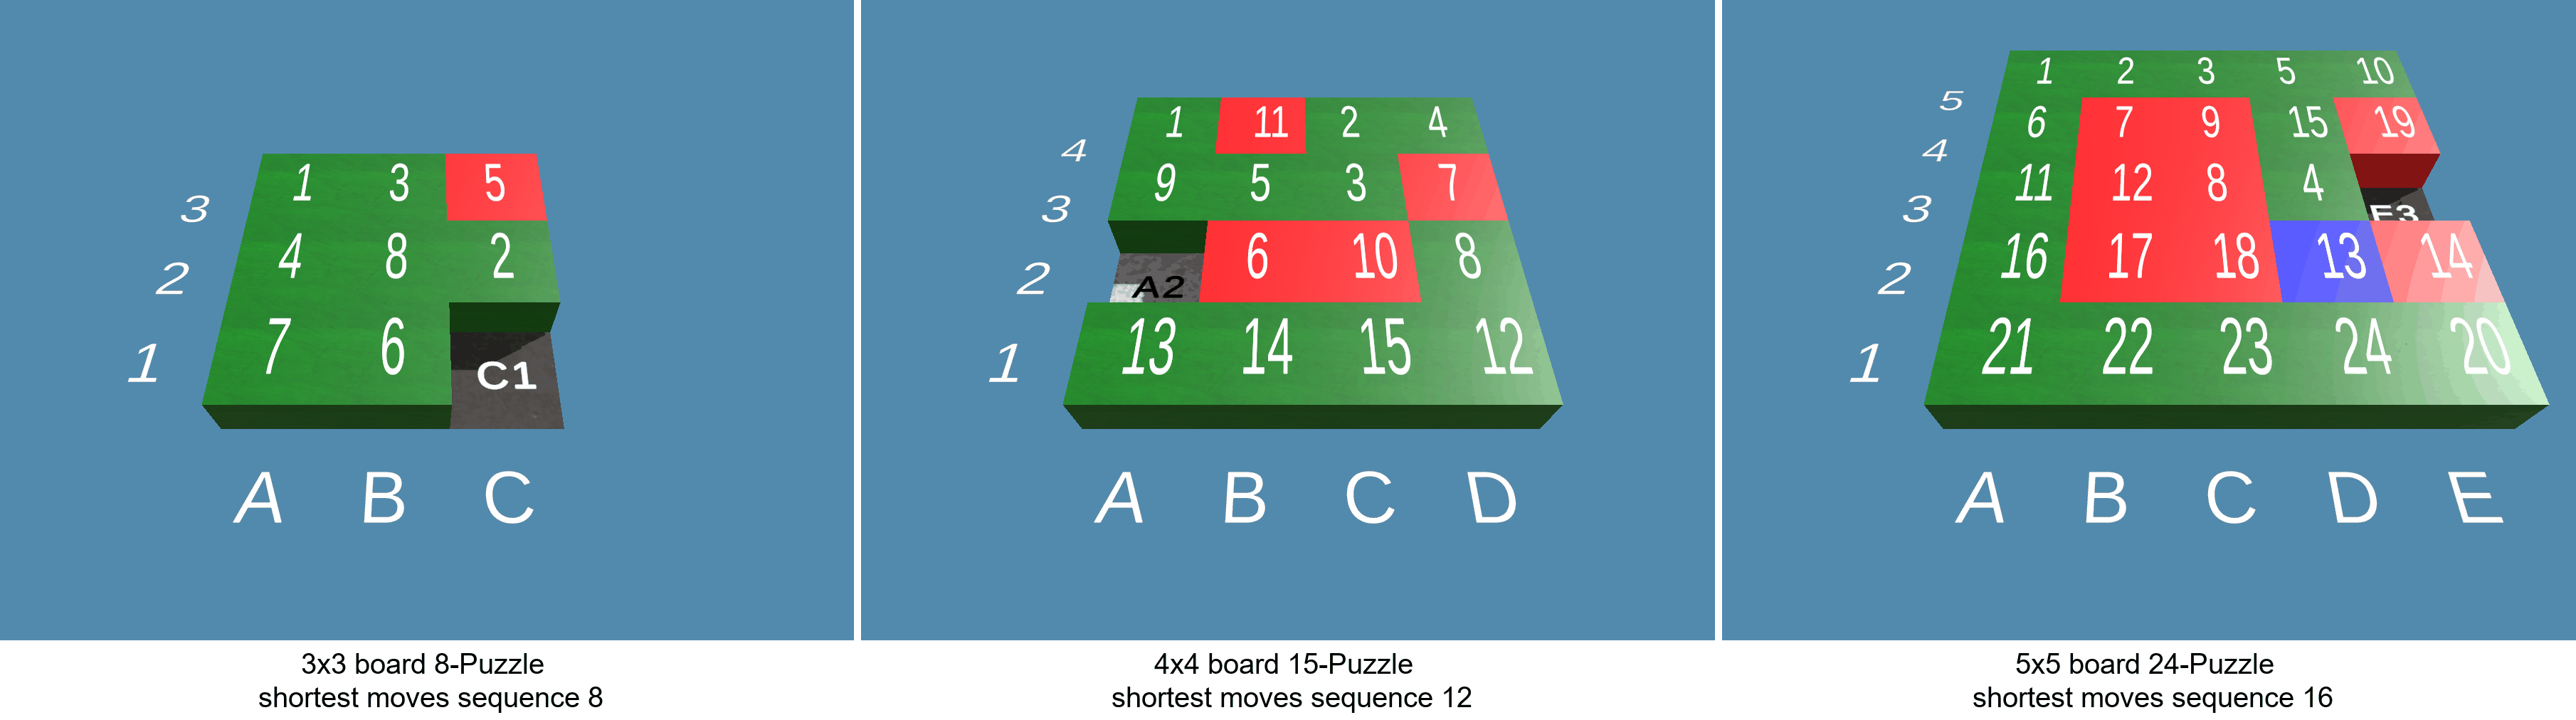 1 3 5
3
4 8 2
2
7 6 C1
1
A B C
3x3 board 8-Puzzle
shortest moves sequence 8
1 11 2 4
4
9 5 3 7
3
A2 6 10 8
2
13 14 15 12
1
A B C D
4x4 board 15-Puzzle
shortest moves sequence 12
1 2 3 5 10
5
6 7 9 15 19
4
11 12 8 4 E3
3
16 17 18 13 14
2
21 22 23 24 20
1
A B C D E
5x5 board 24-Puzzle
shortest moves sequence 16